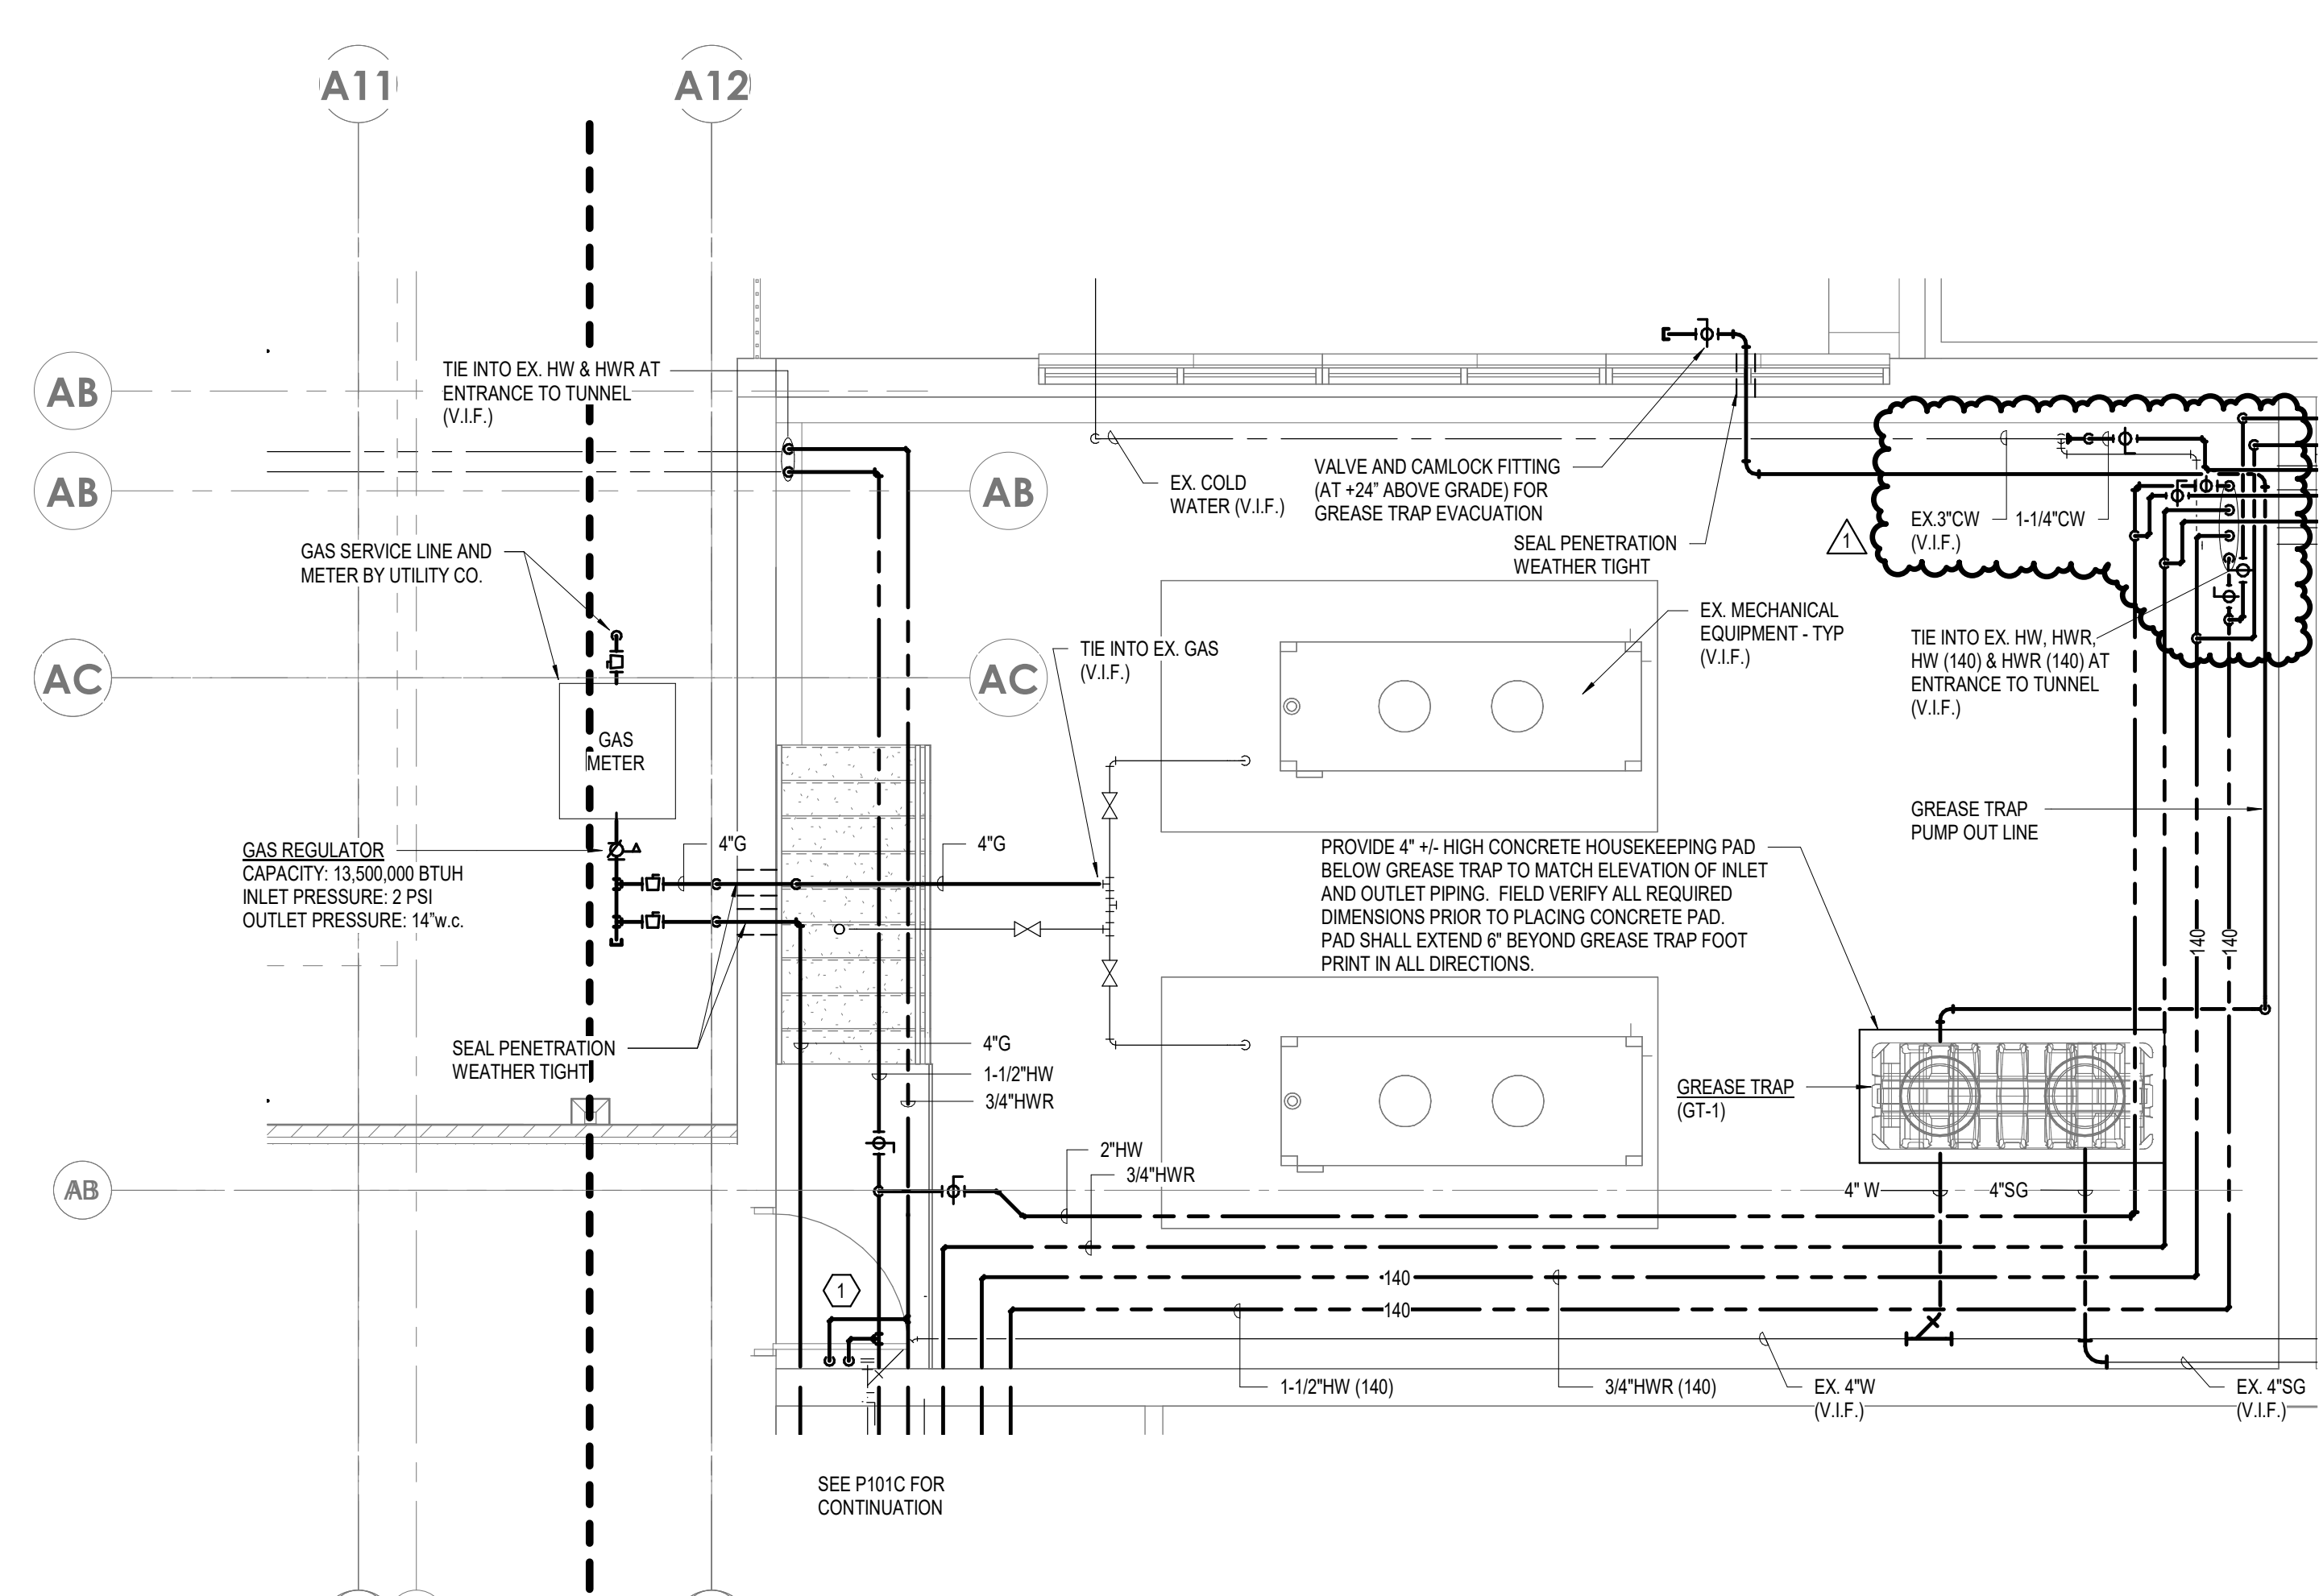 A11
A12
AB
TIE INTO EX. HW & HWR AT
ENTRANCE TO TUNNEL
(V.I.F.)
AB
AB
EX. COLD
WATER (V.I.F.)
VALVE AND CAMLOCK FITTING
(AT +24" ABOVE GRADE) FOR
GREASE TRAP EVACUATION
SEAL PENETRATION
WEATHER TIGHT
1
EX.3"CW
(V.I.F.)
1-1/4"CW
GAS SERVICE LINE AND
METER BY UTILITY CO.
AC
AC
TIE INTO EX. GAS
(V.I.F.)
EX. MECHANICAL
EQUIPMENT - TYP
(V.I.F.)
TIE INTO EX. HW, HWR,
HW (140) & HWR (140) AT
ENTRANCE TO TUNNEL
(V.I.F.)
GAS
METER
GREASE TRAP
PUMP OUT LINE
GAS REGULATOR
CAPACITY: 13,500,000 BTUH
INLET PRESSURE: 2 PSI
OUTLET PRESSURE: 14"w.c.
4"G
4"G
PROVIDE 4" +/- HIGH CONCRETE HOUSEKEEPING PAD
BELOW GREASE TRAP TO MATCH ELEVATION OF INLET
AND OUTLET PIPING. FIELD VERIFY ALL REQUIRED
DIMENSIONS PRIOR TO PLACING CONCRETE PAD.
PAD SHALL EXTEND 6" BEYOND GREASE TRAP FOOT
PRINT IN ALL DIRECTIONS.
140
140
SEAL PENETRATION
WEATHER TIGHT
4"G
1-1/2"HW
3/4"HWR
GREASE TRAP
(GT-1)
2"HW
3/4"HWR
AB
4" W
4"SG
1
140
140
1-1/2"HW (140)
3/4"HWR (140)
EX. 4"W
(V.I.F.)
EX. 4"SG
(V.I.F.)
SEE P101C FOR
CONTINUATION